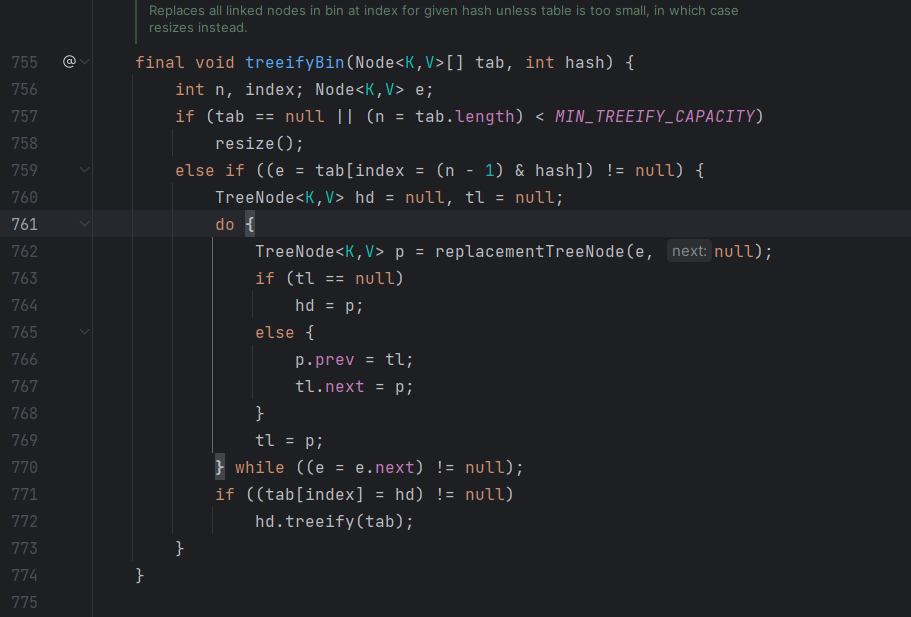 Replaces all linked nodes in bin at index for given hash unless table is too small, in which case
resizes instead.
755 @ final void treeifyBin(Node<K,V>[] tab, int hash) {
756 int n, index; Node<K,V> e;
757 if (tab == null || (n = tab.length) < MIN_TREEIFY_CAPACITY)
758 resize();
759 else if ((e = tab[index = (n - 1) & hash]) != null) {
760 TreeNode<K,V> hd = null, tl = null;
761 do {
762 TreeNode<K,V> p = replacementTreeNode(e, next: null);
763 if (tl == null)
764 hd = p;
765 else {
766 p.prev = tl;
767 tl.next = p;
768 }
769 tl = p;
770 } while ((e = e.next) != null);
771 if ((tab[index] = hd) != null)
772 hd.treeify(tab);
773 }
774 }
775